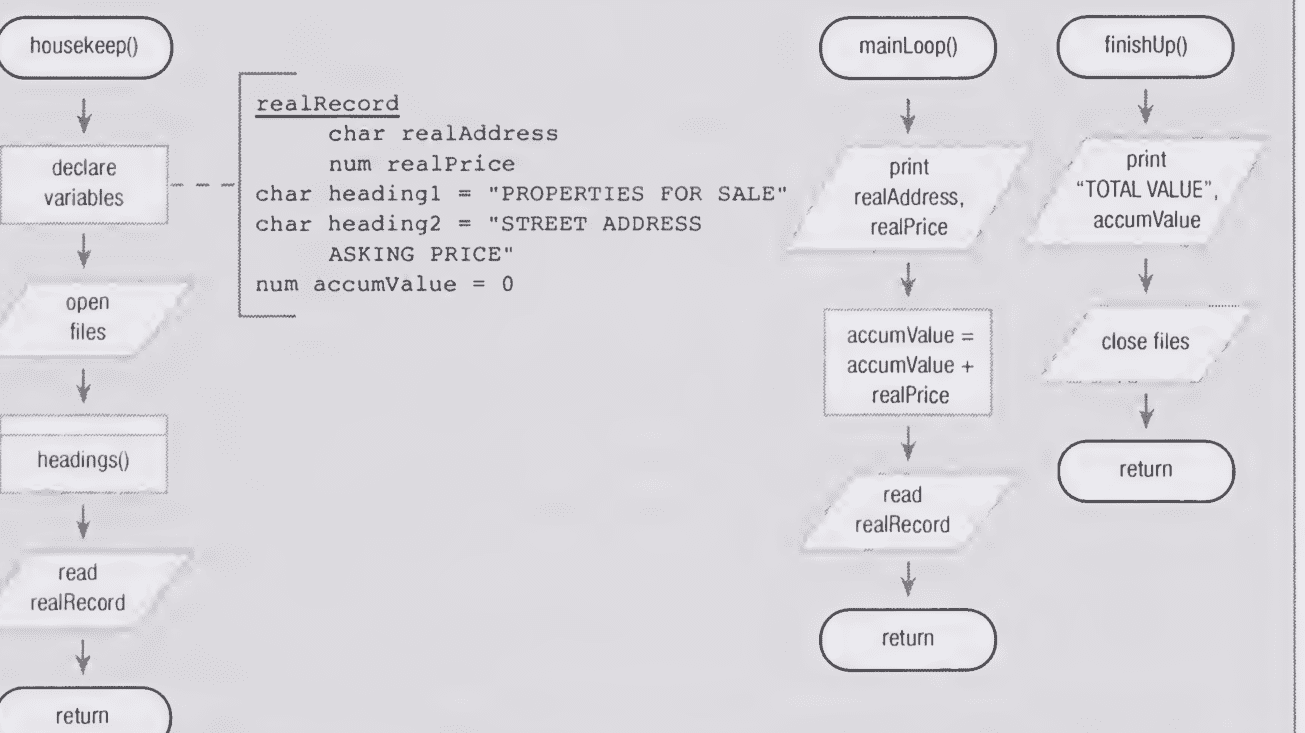 housekeep()
declare
variables
open
files
headings()
read
realRecord
return
realRecord
char realAddress
num realPrice
char heading1 = "PROPERTIES FOR SALE"
char heading2 = "STREET ADDRESS
ASKING PRICE"
num accumValue = 0
mainLoop()
print
realAddress,
realPrice
accumValue =
accumValue +
realPrice
read
realRecord
return
finishUp()
print
“TOTAL VALUE”,
accumValue
close files
return